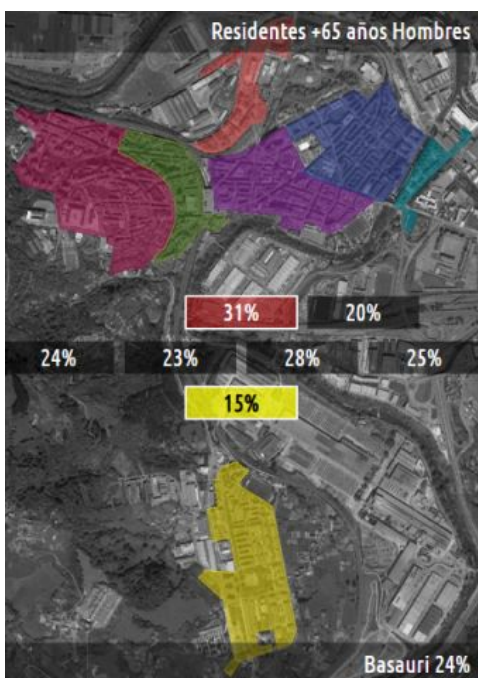 Residentes +65 años Hombres
31% 20%
24% 23% 28% 25%
15%
Basauri 24%